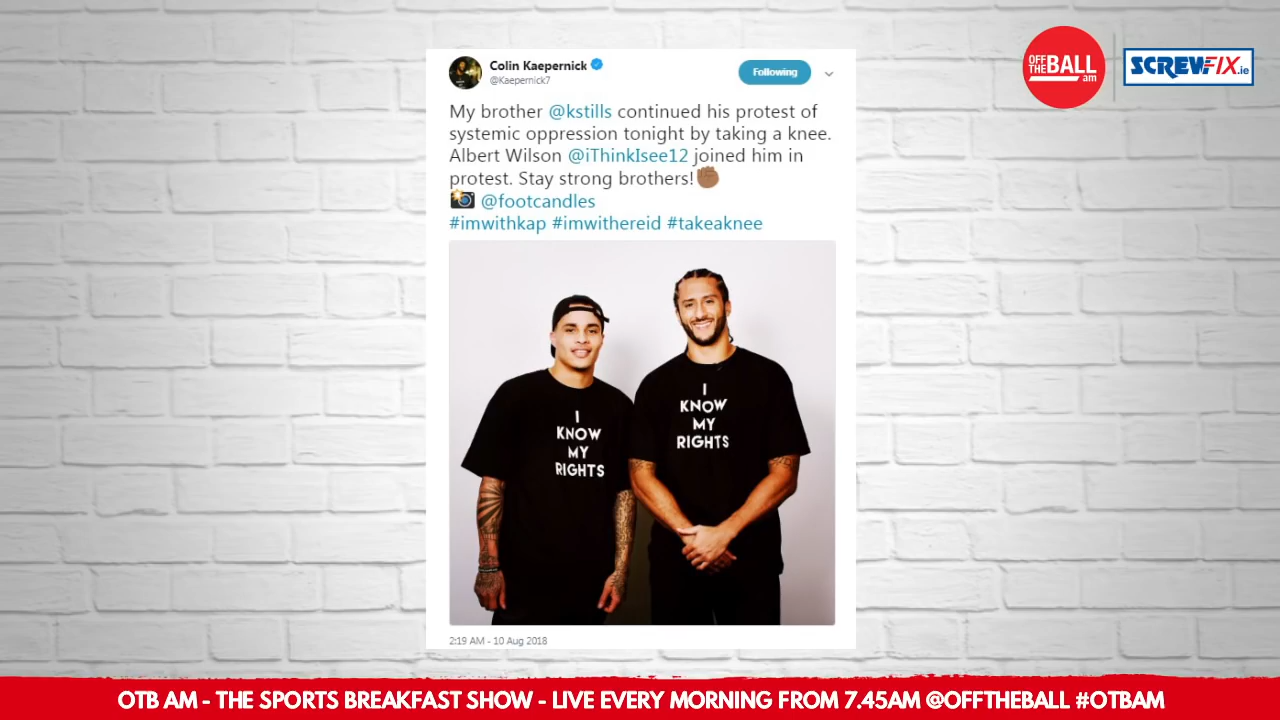 Colin Kaepernick
@Kaepernick7
Following
My brother @kstills continued his protest of
systemic oppression tonight by taking a knee.
Albert Wilson @iThinkIsee12 joined him in
protest. Stay strong brothers!✊🏾
📸 @footcandles
#imwithkap #imwithereid #takeaknee
I
KNOW
MY
RIGHTS
I
KNOW
MY
RIGHTS
2:19 AM - 10 Aug 2018
OFF
THE BALL
am
SCREWFIX.ie
OTB AM - THE SPORTS BREAKFAST SHOW - LIVE EVERY MORNING FROM 7.45AM @OFFTHEBALL #OTBAM